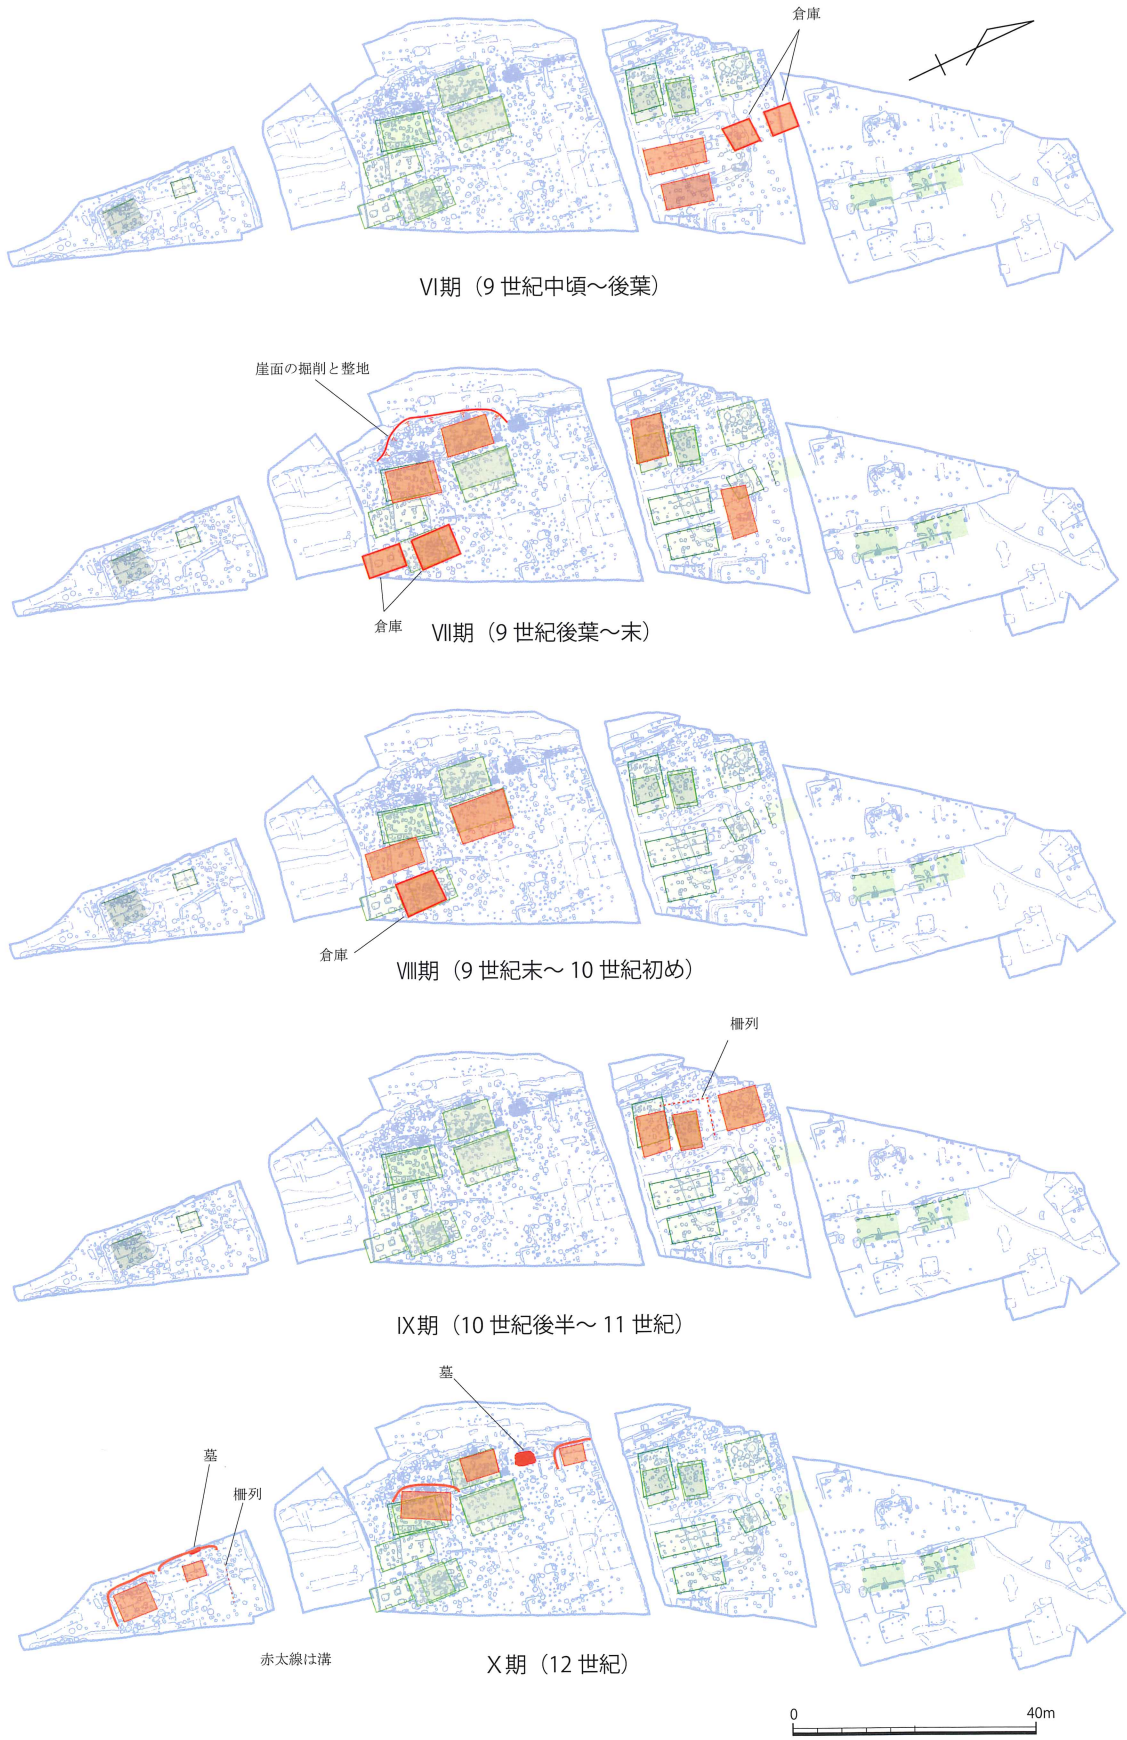 倉庫
Ⅵ期（9 世紀中頃～後葉）
崖面の掘削と整地
倉庫
Ⅶ期（9 世紀後葉～末）
倉庫
Ⅷ期（9 世紀末～ 10 世紀初め）
柵列
Ⅸ期（10 世紀後半～ 11 世紀）
墓
墓
柵列
赤太線は溝
Ⅹ期（12 世紀）
0 40m